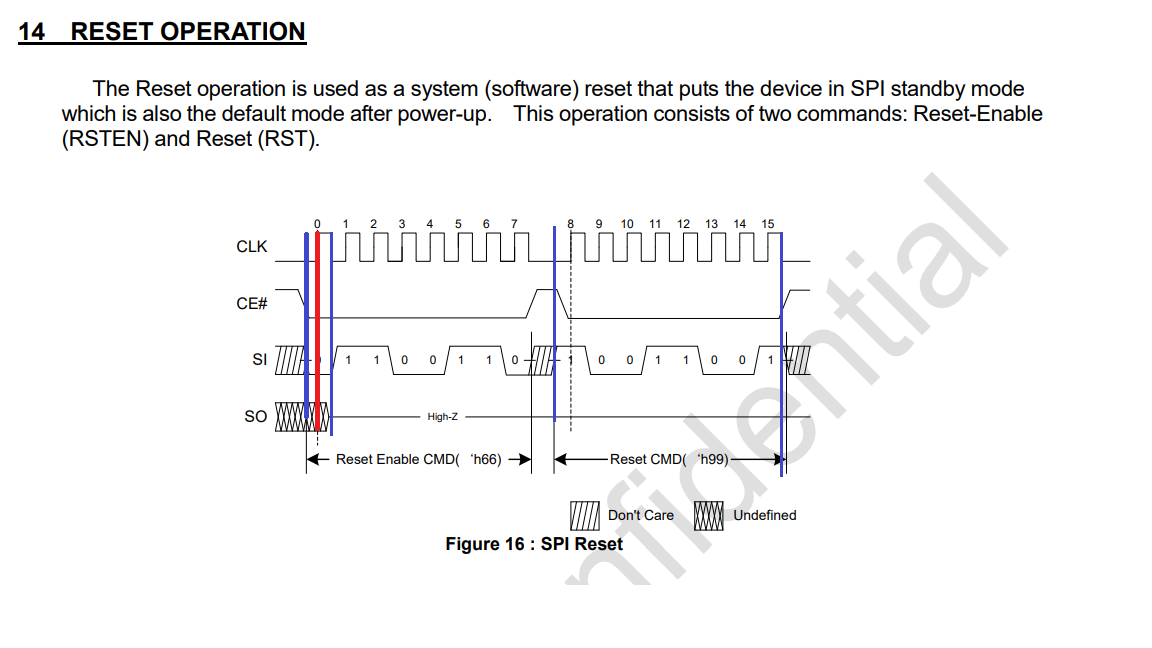 14 RESET OPERATION
The Reset operation is used as a system (software) reset that puts the device in SPI standby mode
which is also the default mode after power-up. This operation consists of two commands: Reset-Enable
(RSTEN) and Reset (RST).
0 1 2 3 4 5 6 7 8 9 10 11 12 13 14 15
CLK
CE#
SI 1 1 0 0 1 1 0 1 0 0 1 1 0 0 1
SO High-Z
Reset Enable CMD( 'h66) Reset CMD( 'h99)
Don't Care Undefined
Figure 16 : SPI Reset
nfidential